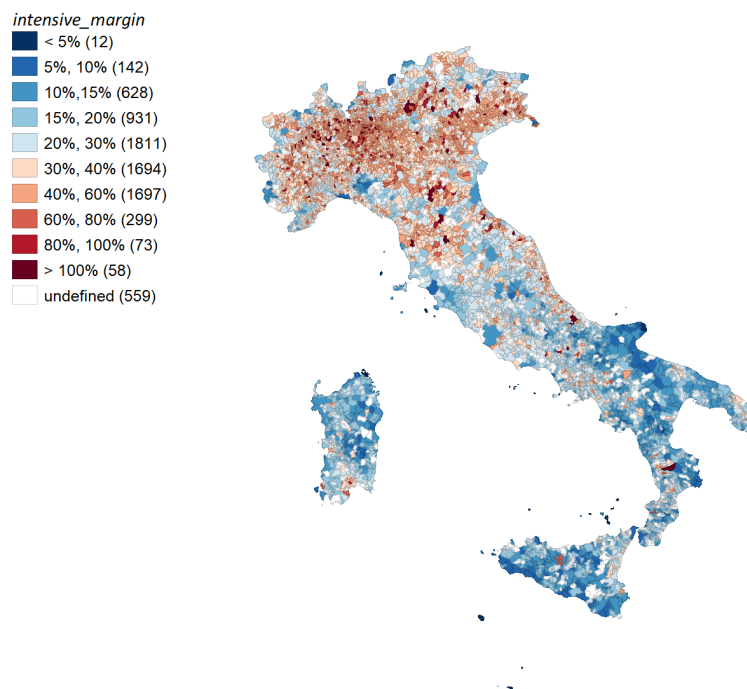 intensive_margin
< 5% (12)
5%, 10% (142)
10%,15% (628)
15%, 20% (931)
20%, 30% (1811)
30%, 40% (1694)
40%, 60% (1697)
60%, 80% (299)
80%, 100% (73)
> 100% (58)
undefined (559)